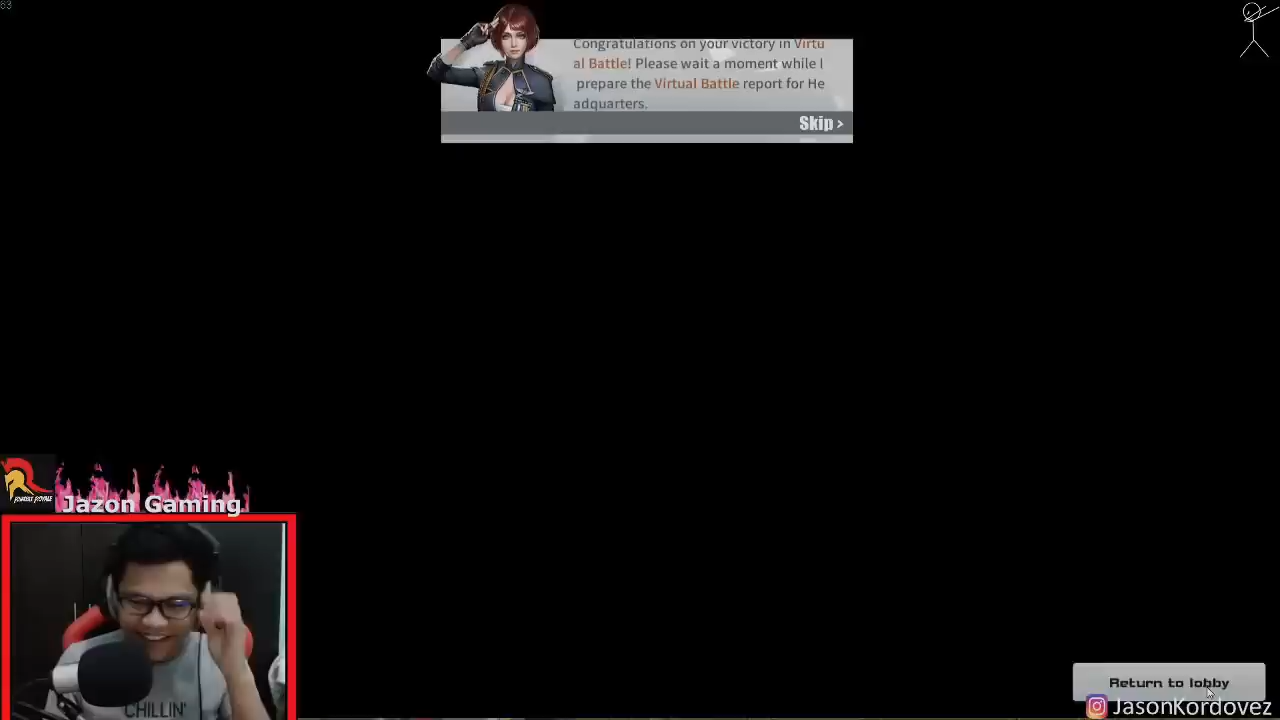 63
Congratulations on your victory in Virtu
al Battle! Please wait a moment while I
prepare the Virtual Battle report for He
adquarters.
Skip >
Jazon Gaming
CHILLIN'
Return to lobby
JasonKordovez